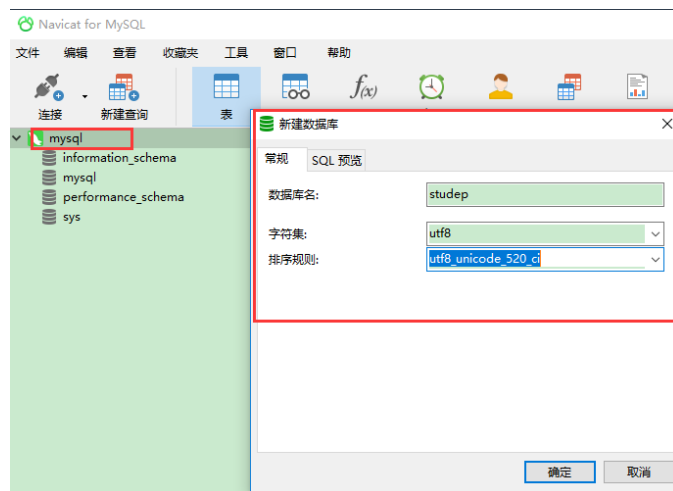 Navicat for MySQL
文件 编辑 查看 收藏夹 工具 窗口 帮助
f(x)
连接 新建查询 表
新建数据库
mysql
information_schema
mysql
performance_schema
sys
常规 SQL 预览
数据库名: studep
字符集: utf8
排序规则: utf8_unicode_520_ci
确定 取消